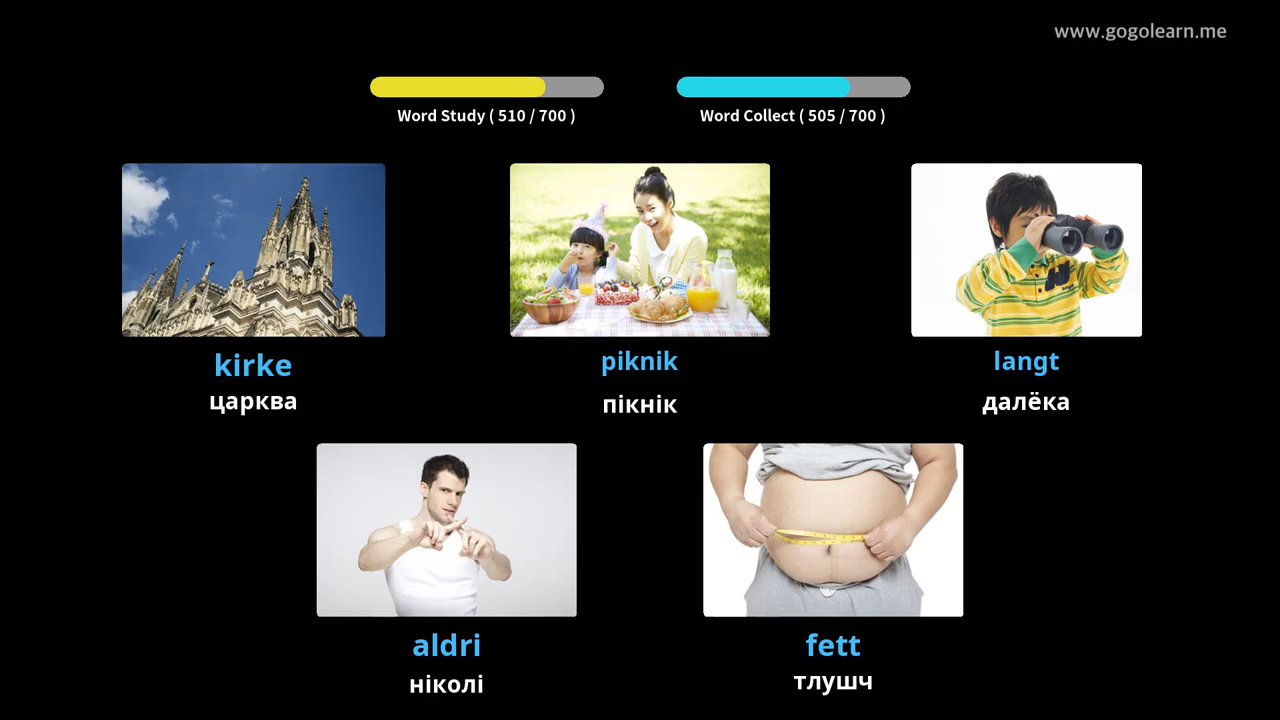 www.gogolearn.me
Word Study ( 510 / 700 )
Word Collect ( 505 / 700 )
kirke
царква
piknik
пікнік
langt
далёка
aldri
ніколі
fett
тлушч